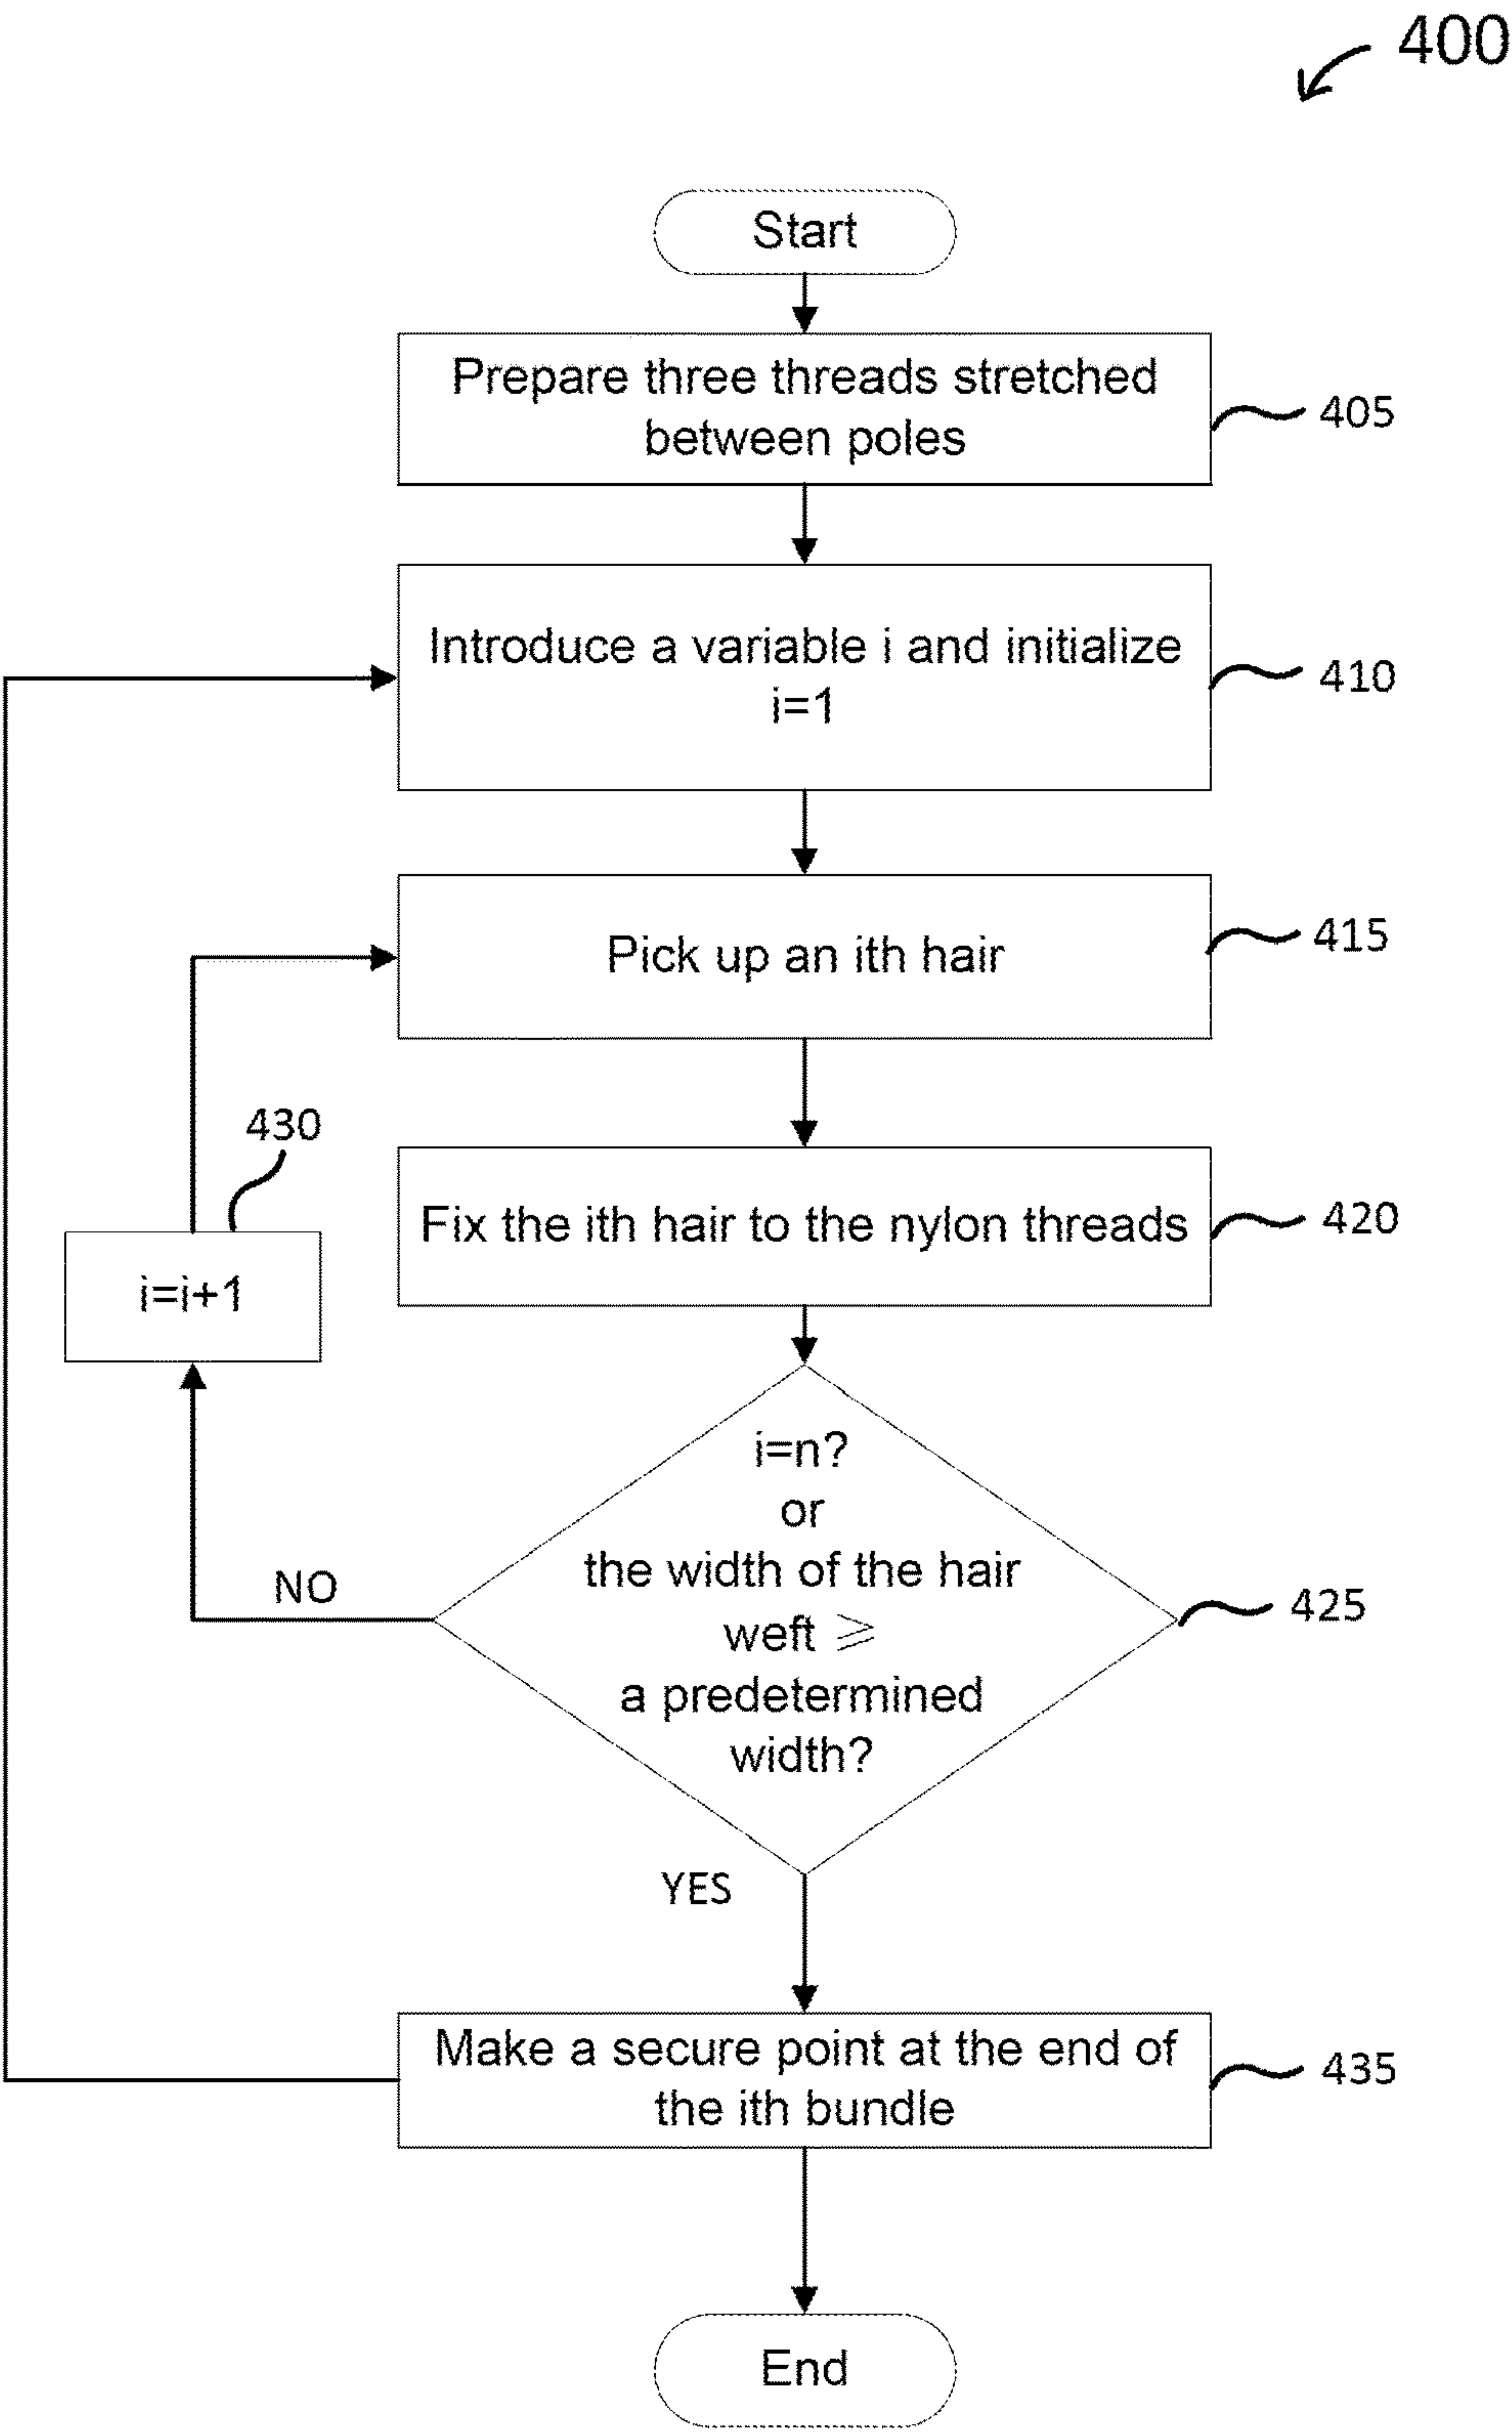 400
Start
Prepare three threads stretched
between poles
405
Introduce a variable i and initialize
i=1
410
Pick up an ith hair
415
430
Fix the ith hair to the nylon threads
420
i=i+1
i=n?
or
the width of the hair
weft ⩾
a predetermined
width?
NO
425
YES
Make a secure point at the end of
the ith bundle
435
End